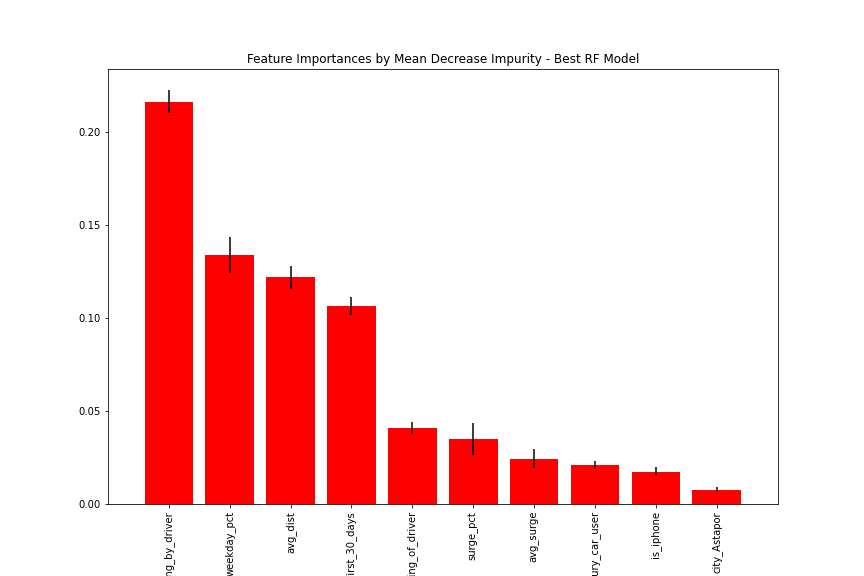 Feature Importances by Mean Decrease Impurity - Best RF Model
0.20
0.15
0.10
0.05
0.00
ng_by_driver
weekday_pct
avg_dist
irst_30_days
ing_of_driver
surge_pct
avg_surge
ury_car_user
is_iphone
city_Astapor